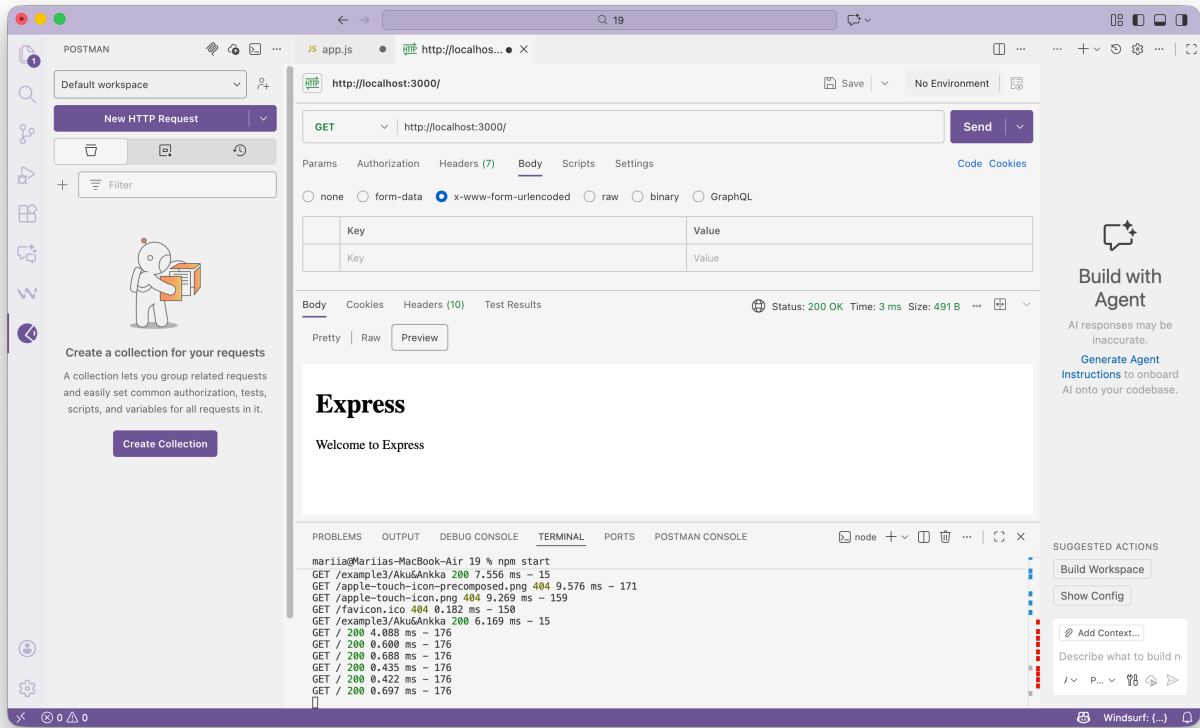 19
1
POSTMAN
Default workspace
New HTTP Request
Filter
Create a collection for your requests
A collection lets you group related requests
and easily set common authorization, tests,
scripts, and variables for all requests in it.
Create Collection
JS app.js
HTTP http://localhos...
HTTP http://localhost:3000/
Save
No Environment
GET
http://localhost:3000/
Send
Params Authorization Headers (7) Body Scripts Settings
Code Cookies
none form-data x-www-form-urlencoded raw binary GraphQL
Key Value
Key Value
Body Cookies Headers (10) Test Results
Status: 200 OK Time: 3 ms Size: 491 B
Pretty Raw Preview
Express
Welcome to Express
PROBLEMS OUTPUT DEBUG CONSOLE TERMINAL PORTS POSTMAN CONSOLE
node
mariia@Mariias-MacBook-Air 19 % npm start
GET /example3/Aku&Ankka 200 7.556 ms - 15
GET /apple-touch-icon-precomposed.png 404 9.576 ms - 171
GET /apple-touch-icon.png 404 9.269 ms - 159
GET /favicon.ico 404 0.182 ms - 150
GET /example3/Aku&Ankka 200 6.169 ms - 15
GET / 200 4.088 ms - 176
GET / 200 0.600 ms - 176
GET / 200 0.688 ms - 176
GET / 200 0.435 ms - 176
GET / 200 0.422 ms - 176
GET / 200 0.697 ms - 176
Build with
Agent
AI responses may be
inaccurate.
Generate Agent
Instructions to onboard
AI onto your codebase.
SUGGESTED ACTIONS
Build Workspace
Show Config
Add Context...
Describe what to build n
P...
0 0
Windsurf: {...}